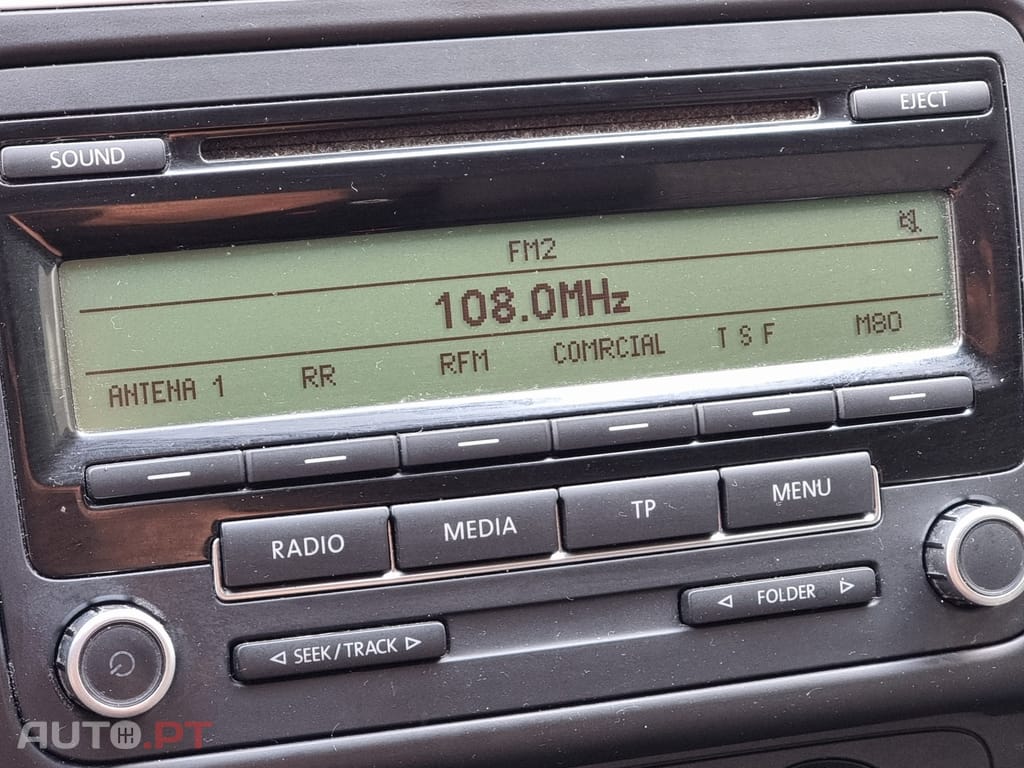 EJECT
SOUND
FM2
108.0MHz
ANTENA 1 RR RFM COMRCIAL T S F M80
RADIO MEDIA TP MENU
SEEK/TRACK FOLDER
AUTO.PT